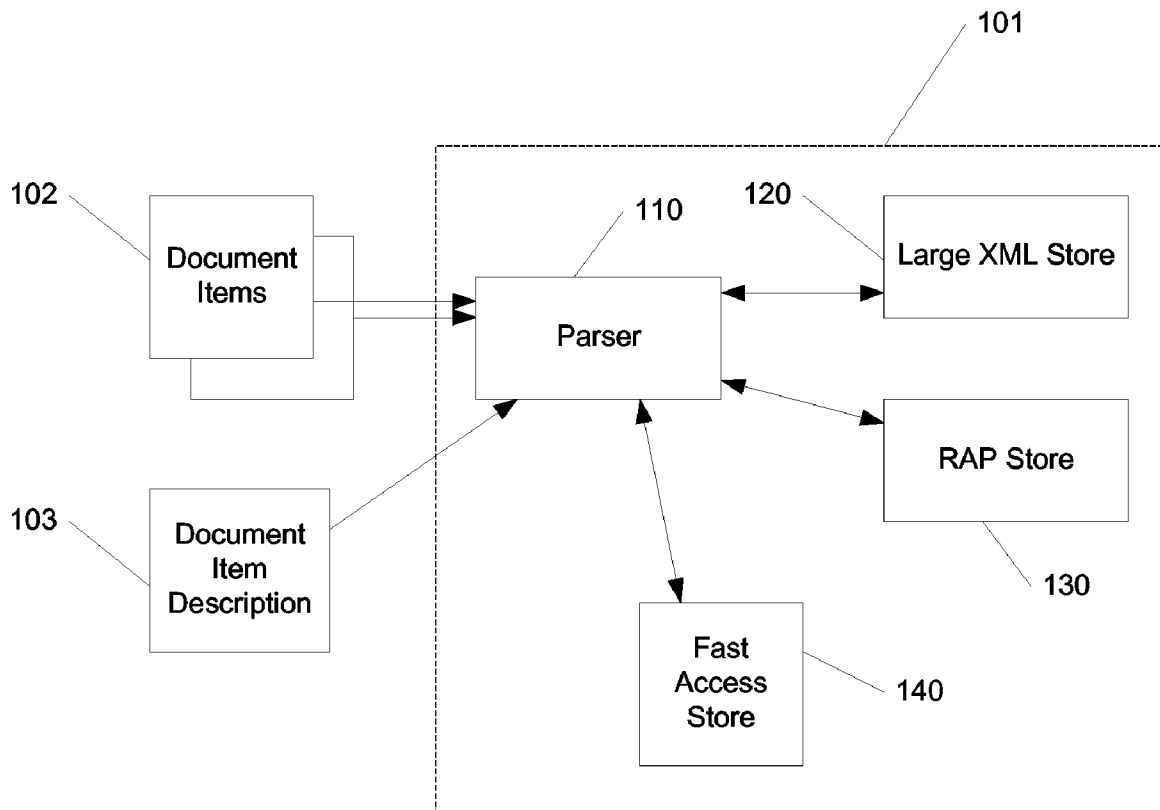 101
102
Document
Items
110
Parser
120
Large XML Store
RAP Store
130
103
Document
Item
Description
Fast
Access
Store
140